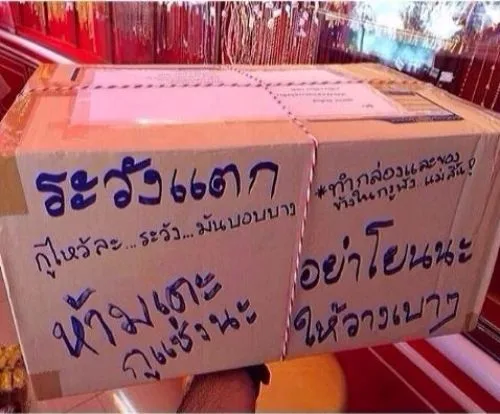 ระวังแตก
กูไหว้ละ...ระวัง...มันบอบบาง
ห้ามเตะ
กูแช่งนะ
*ทำกล่องและของ
ข้างในกูพัง..แม่สิ้น!
อย่าโยนนะ
ให้วางเบาๆ